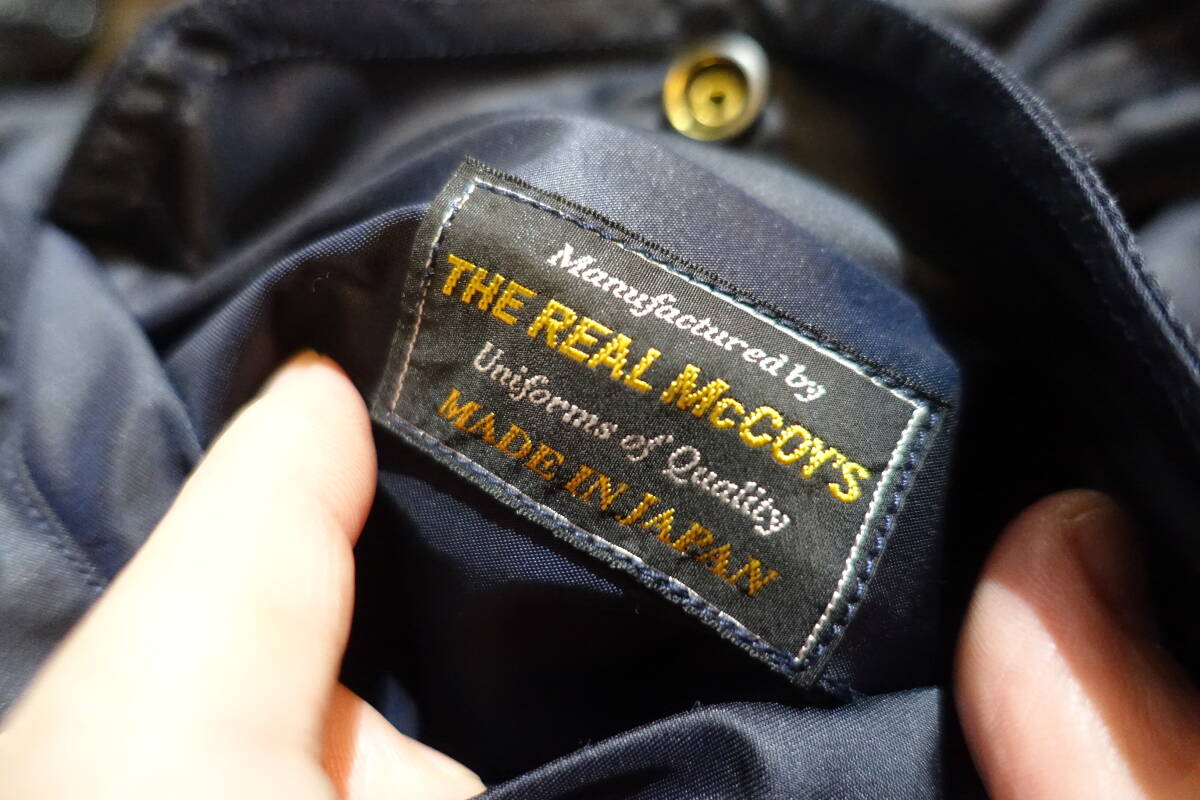 Manufactured by
THE REAL McCOY'S
Uniforms of Quality
MADE IN JAPAN